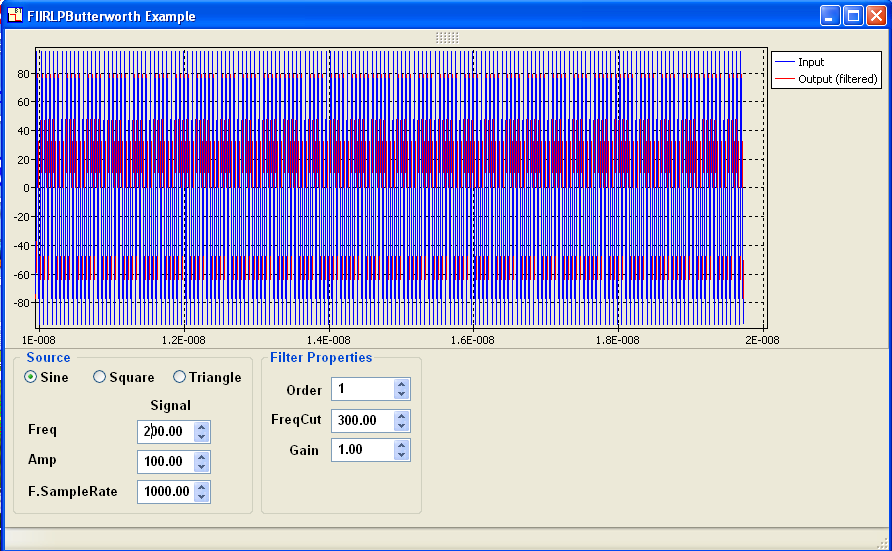 FIIRLPButterworth Example
Input
Output (filtered)
80
60
40
20
0
-20
-40
-60
-80
1E-008 1.2E-008 1.4E-008 1.6E-008 1.8E-008 2E-008
Source
Sine Square Triangle
Signal
Freq 200.00
Amp 100.00
F.SampleRate 1000.00
Filter Properties
Order 1
FreqCut 300.00
Gain 1.00